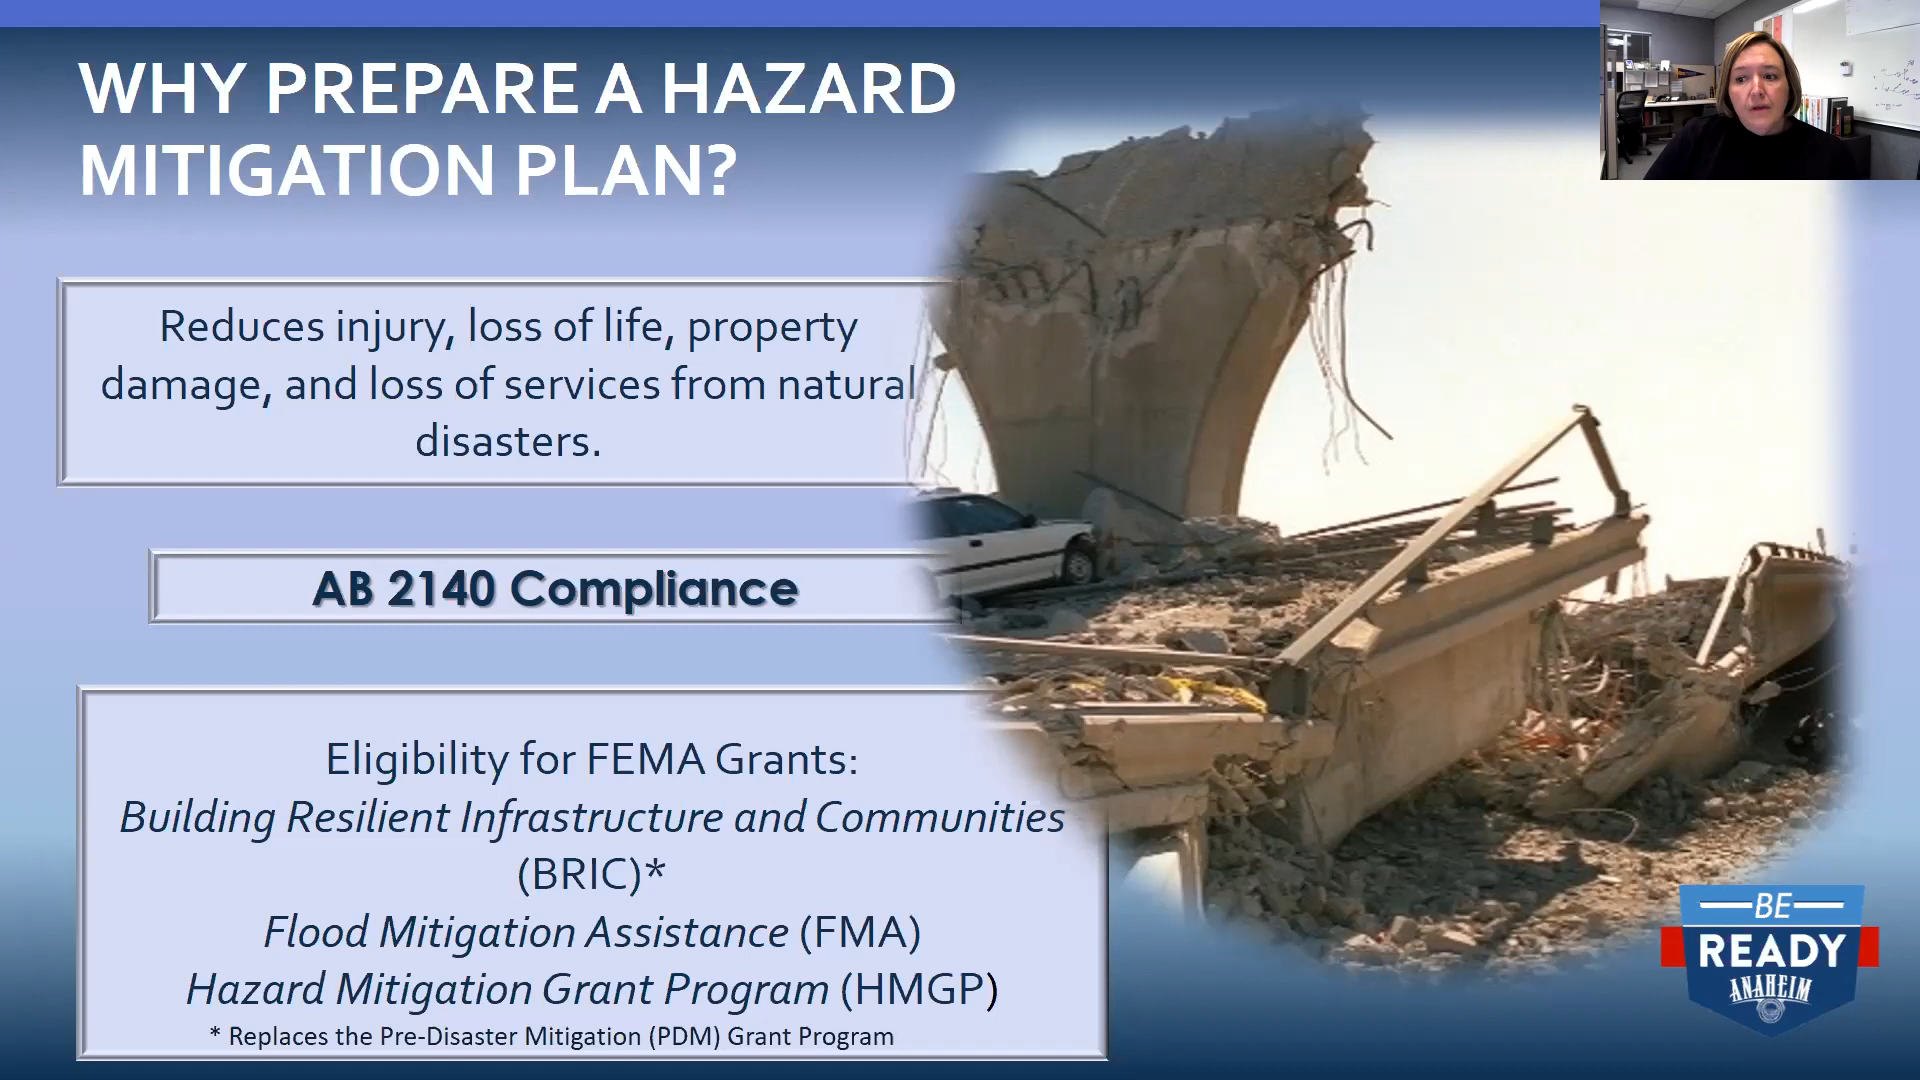 WHY PREPARE A HAZARD
MITIGATION PLAN?
Reduces injury, loss of life, property
damage, and loss of services from natural
disasters.
AB 2140 Compliance
Eligibility for FEMA Grants:
Building Resilient Infrastructure and Communities
(BRIC)*
Flood Mitigation Assistance (FMA)
Hazard Mitigation Grant Program (HMGP)
* Replaces the Pre-Disaster Mitigation (PDM) Grant Program
BE
READY
ANAHEIM